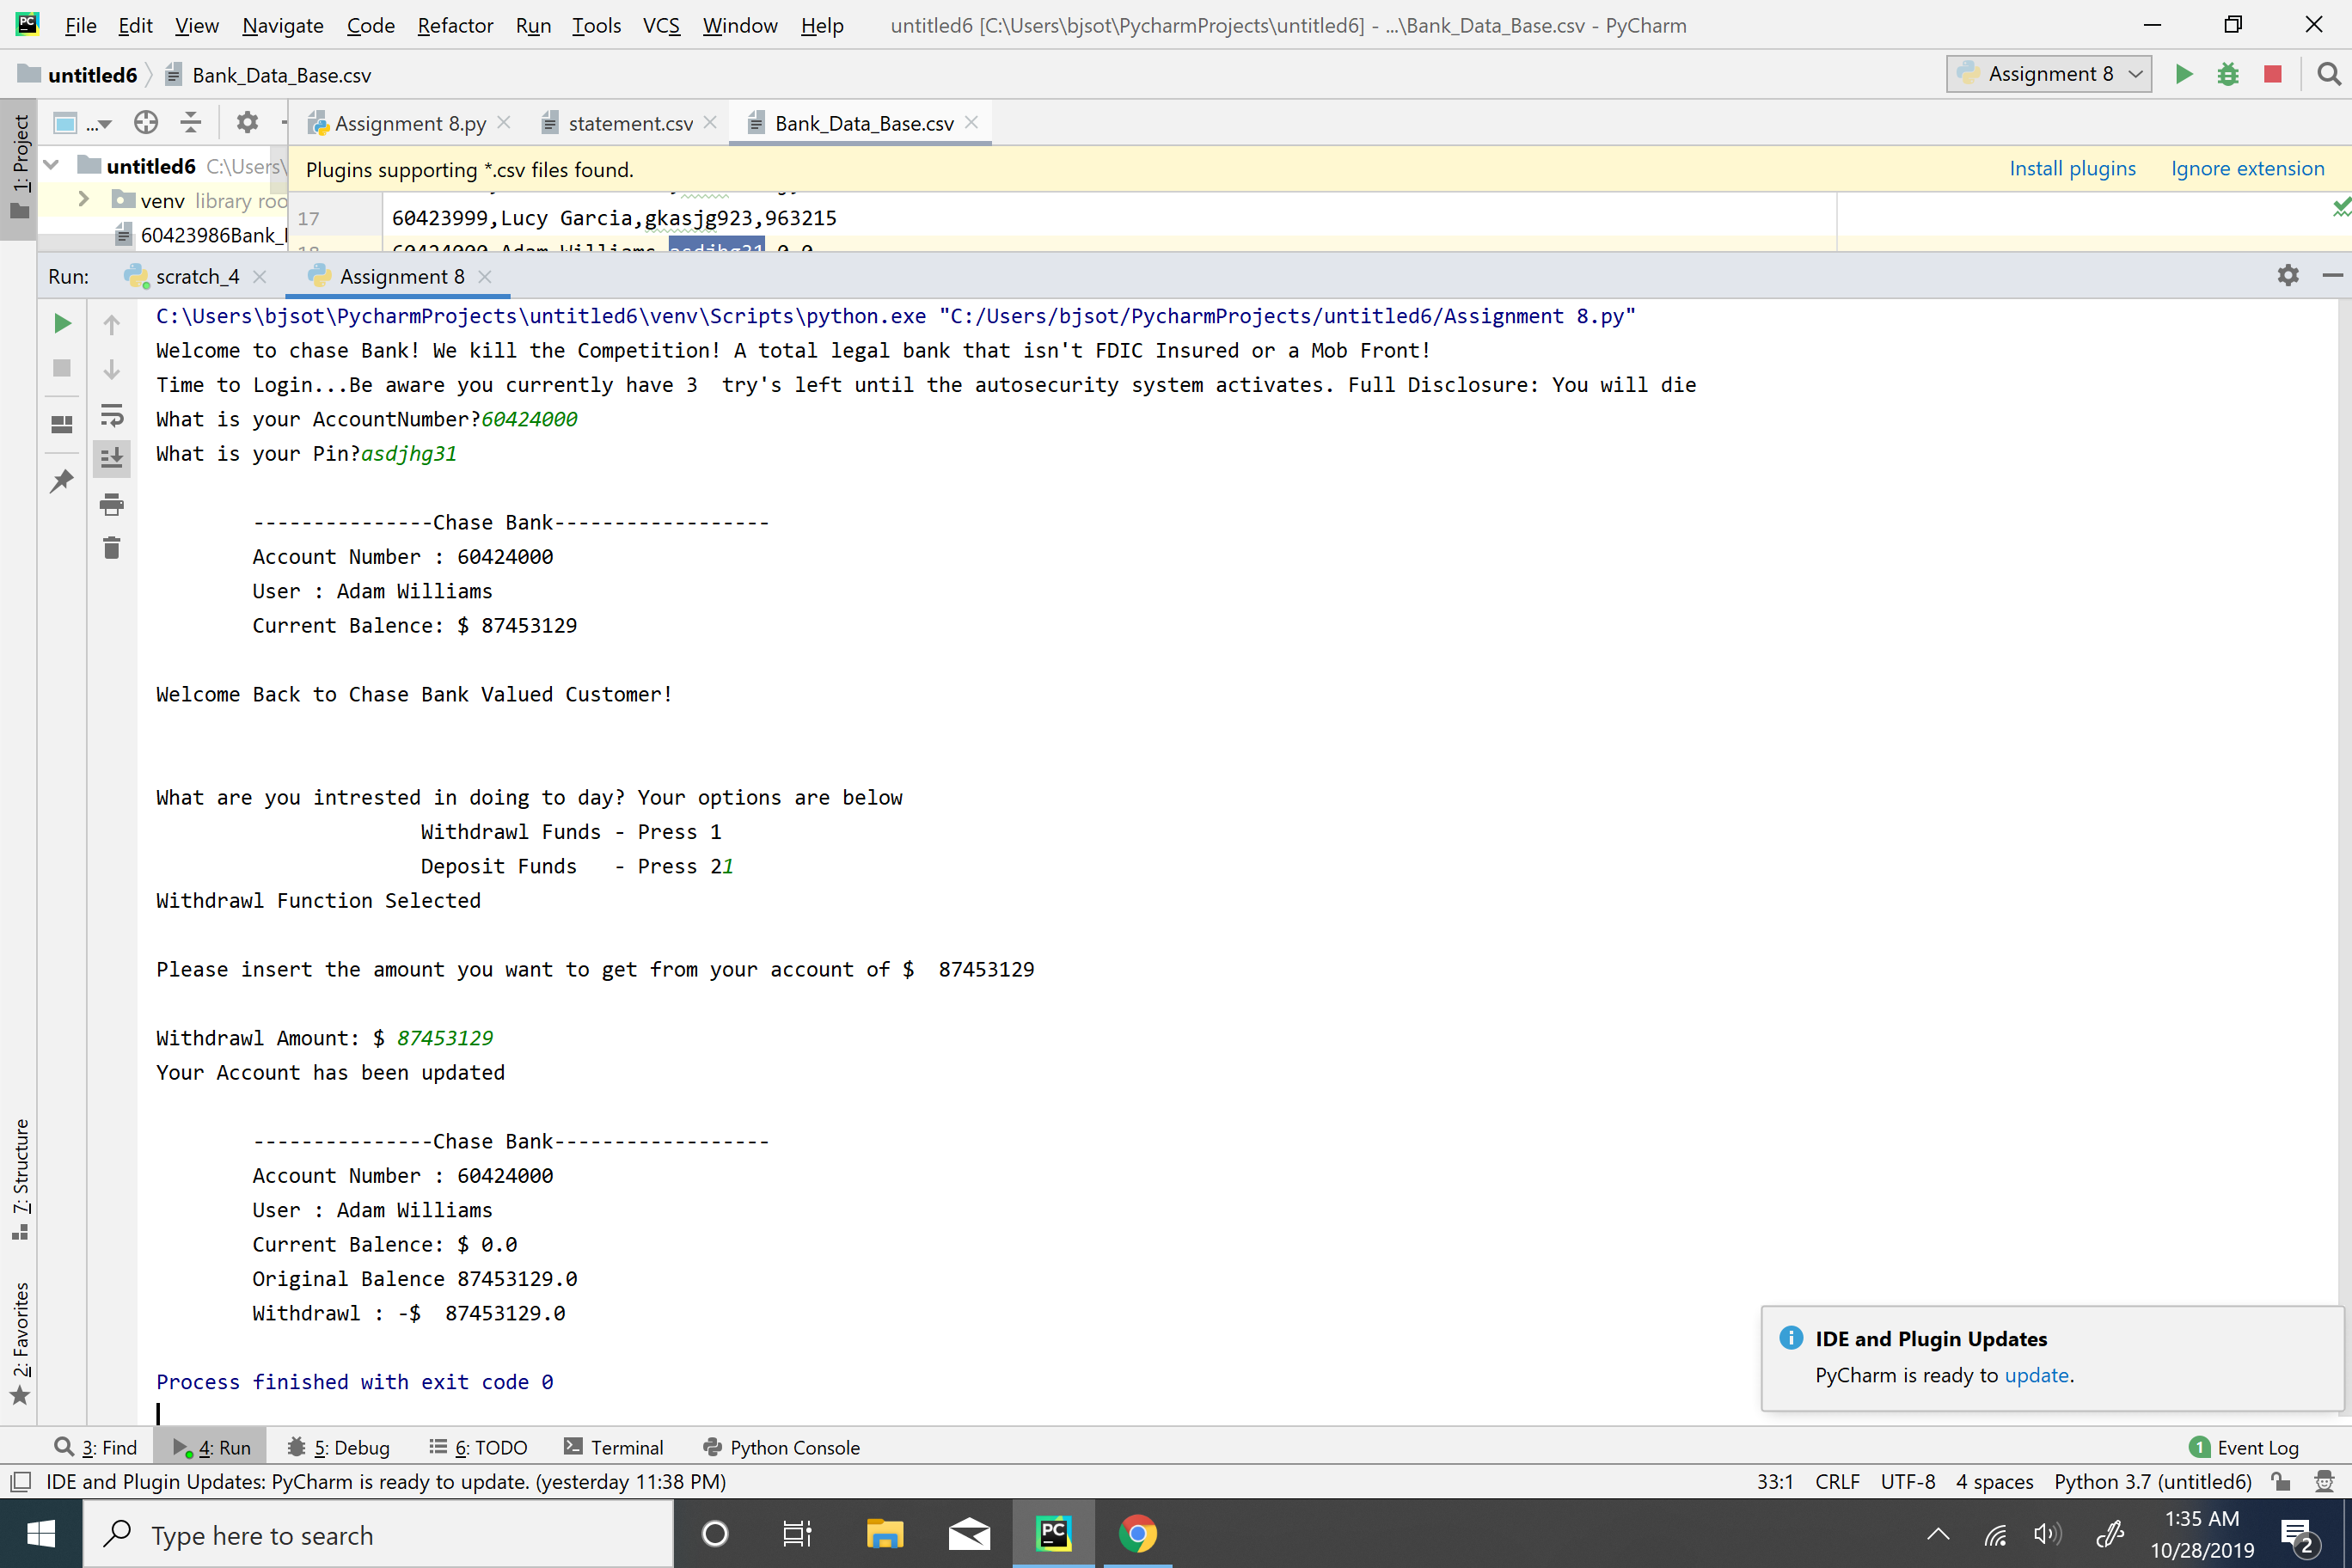 File Edit View Navigate Code Refactor Run Tools VCS Window Help untitled6 [C:\Users\bjsot\PycharmProjects\untitled6] - ...\Bank_Data_Base.csv - PyCharm
untitled6 Bank_Data_Base.csv Assignment 8
1: Project ... Assignment 8.py statement.csv Bank_Data_Base.csv
untitled6 C:\Users\ Plugins supporting *.csv files found. Install plugins Ignore extension
venv library roo 17 60423999,Lucy Garcia,gkasjg923,963215
60423986Bank_ 18 60424000,Adam Williams,asdjhg31,0.0
Run: scratch_4 Assignment 8
C:\Users\bjsot\PycharmProjects\untitled6\venv\Scripts\python.exe "C:/Users/bjsot/PycharmProjects/untitled6/Assignment 8.py"
Welcome to chase Bank! We kill the Competition! A total legal bank that isn't FDIC Insured or a Mob Front!
Time to Login...Be aware you currently have 3  try's left until the autosecurity system activates. Full Disclosure: You will die
What is your AccountNumber?60424000
What is your Pin?asdjhg31
---------------Chase Bank------------------
Account Number : 60424000
User : Adam Williams
Current Balence: $ 87453129
Welcome Back to Chase Bank Valued Customer!
What are you intrested in doing to day? Your options are below
Withdrawl Funds - Press 1
Deposit Funds   - Press 21
Withdrawl Function Selected
Please insert the amount you want to get from your account of $  87453129
Withdrawl Amount: $ 87453129
Your Account has been updated
---------------Chase Bank------------------
Account Number : 60424000
User : Adam Williams
Current Balence: $ 0.0
Original Balence 87453129.0
Withdrawl : -$  87453129.0
Process finished with exit code 0
7: Structure
2: Favorites
IDE and Plugin Updates
PyCharm is ready to update.
3: Find 4: Run 5: Debug 6: TODO Terminal Python Console 1 Event Log
IDE and Plugin Updates: PyCharm is ready to update. (yesterday 11:38 PM) 33:1 CRLF UTF-8 4 spaces Python 3.7 (untitled6)
Type here to search PC 1:35 AM
10/28/2019 2